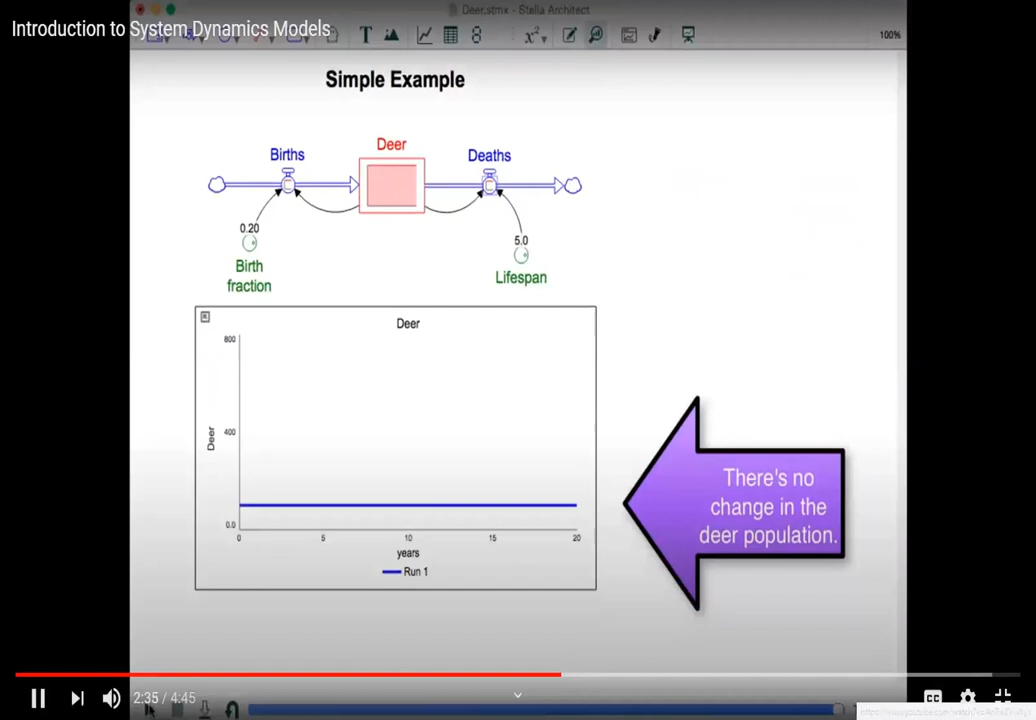 Deer.stmx - Stella Architect
Introduction to System Dynamics Models
T
x²
100%
Simple Example
Births
Deer
Deaths
0.20
Birth
fraction
5.0
Lifespan
Deer
800
400
0.0
Deer
0
5
10
15
20
years
Run 1
There's no
change in the
deer population.
2:35 / 4:45
CC